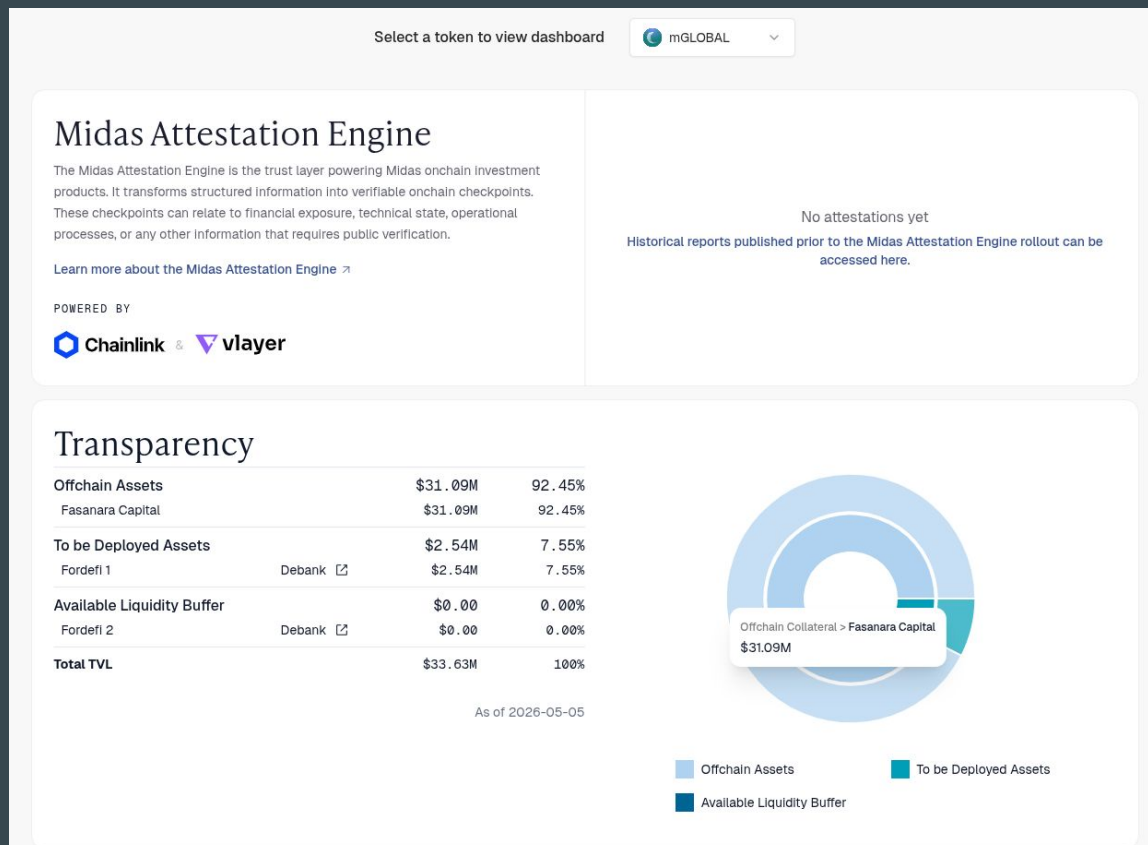 Select a token to view dashboard
mGLOBAL
Midas Attestation Engine
The Midas Attestation Engine is the trust layer powering Midas onchain investment
products. It transforms structured information into verifiable onchain checkpoints.
These checkpoints can relate to financial exposure, technical state, operational
processes, or any other information that requires public verification.
Learn more about the Midas Attestation Engine ↗
POWERED BY
Chainlink & vlayer
No attestations yet
Historical reports published prior to the Midas Attestation Engine rollout can be
accessed here.
Transparency
Offchain Assets $31.09M 92.45%
Fasanara Capital $31.09M 92.45%
To be Deployed Assets $2.54M 7.55%
Fordefi 1 Debank $2.54M 7.55%
Available Liquidity Buffer $0.00 0.00%
Fordefi 2 Debank $0.00 0.00%
Total TVL $33.63M 100%
As of 2026-05-05
Offchain Collateral > Fasanara Capital
$31.09M
Offchain Assets
To be Deployed Assets
Available Liquidity Buffer